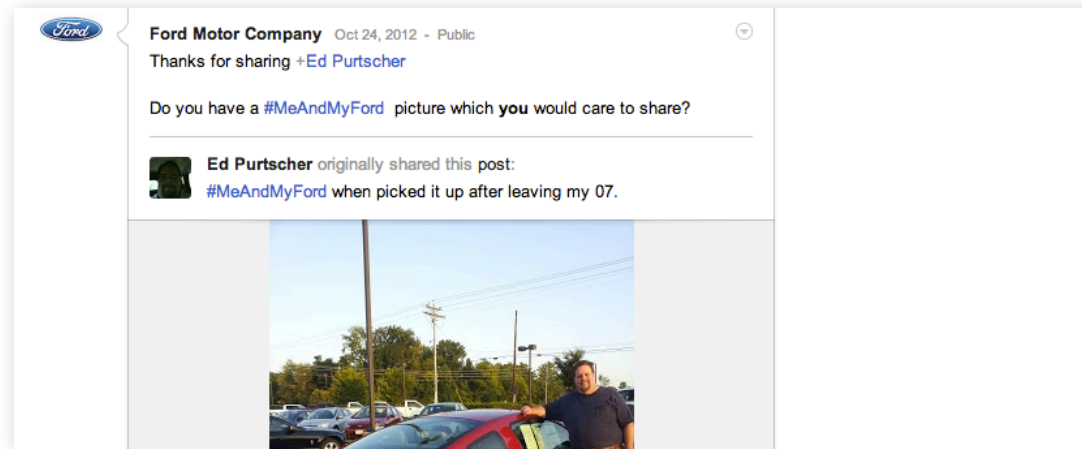 Ford
Ford Motor Company Oct 24, 2012 - Public
Thanks for sharing +Ed Purtscher
Do you have a #MeAndMyFord picture which you would care to share?
Ed Purtscher originally shared this post:
#MeAndMyFord when picked it up after leaving my 07.